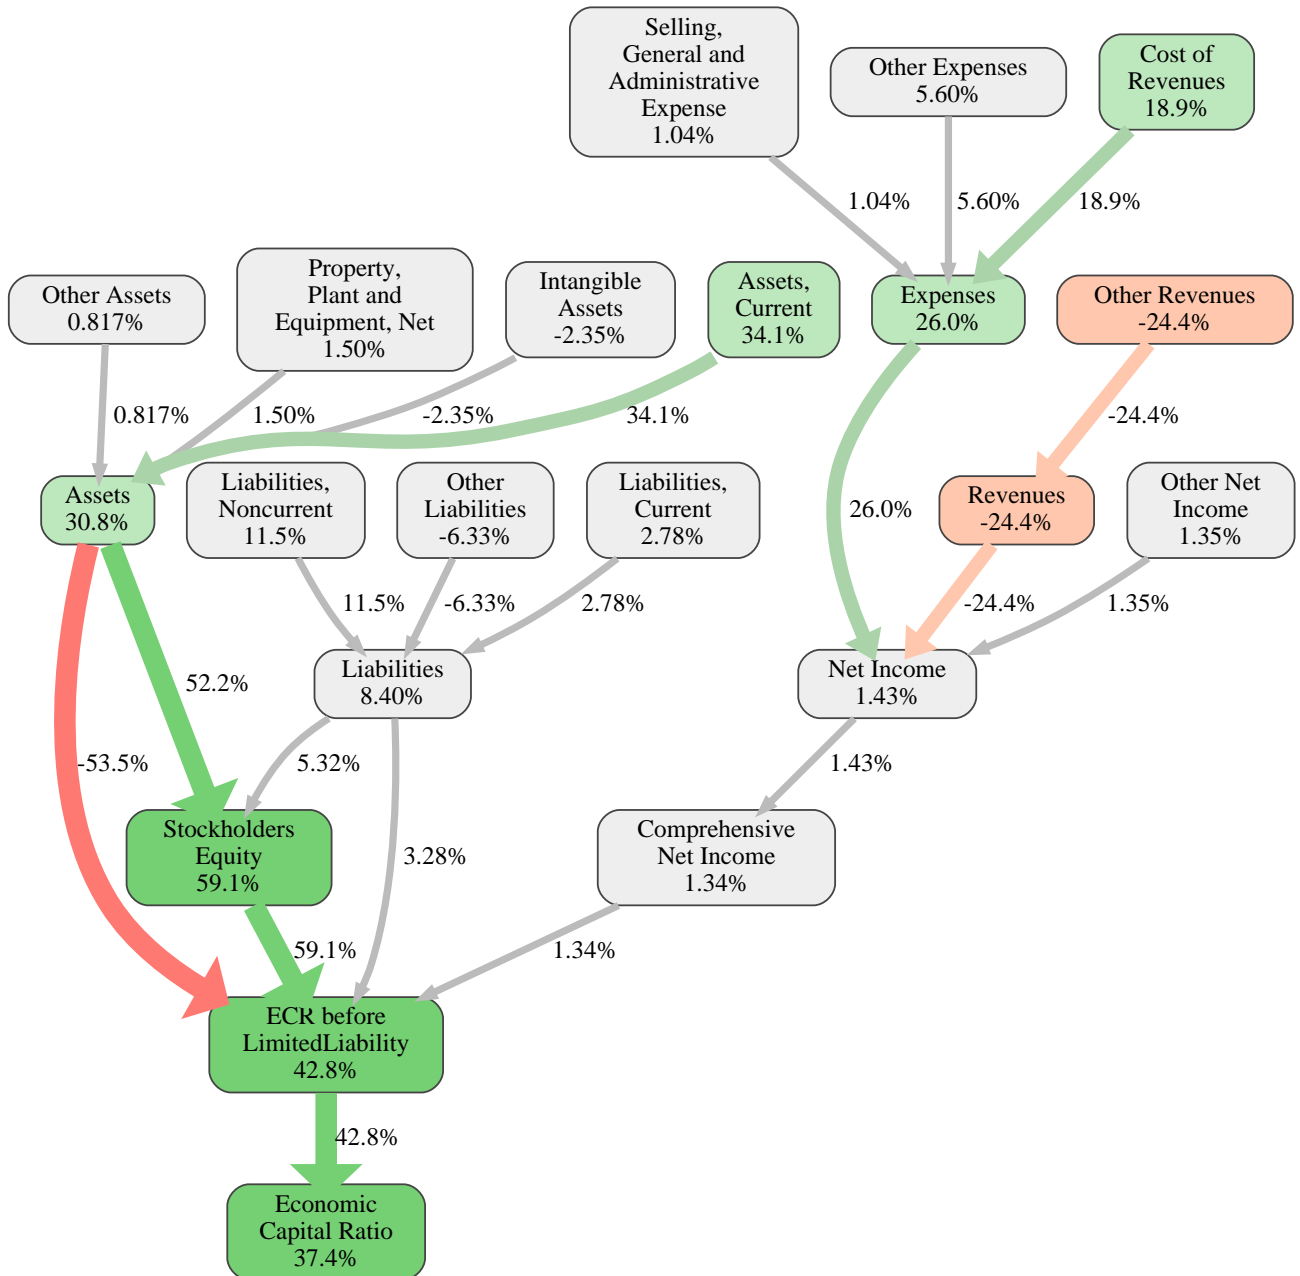 Selling,
General and
Administrative
Expense
1.04%
Other Expenses
5.60%
Cost of
Revenues
18.9%
1.04%
5.60%
18.9%
Other Assets
0.817%
Property,
Plant and
Equipment, Net
1.50%
Intangible
Assets
-2.35%
Assets,
Current
34.1%
Expenses
26.0%
Other Revenues
-24.4%
0.817%
1.50%
-2.35%
34.1%
-24.4%
Assets
30.8%
Liabilities,
Noncurrent
11.5%
Other
Liabilities
-6.33%
Liabilities,
Current
2.78%
26.0%
Revenues
-24.4%
Other Net
Income
1.35%
11.5%
-6.33%
2.78%
-24.4%
1.35%
52.2%
Liabilities
8.40%
Net Income
1.43%
-53.5%
5.32%
1.43%
Stockholders
Equity
59.1%
3.28%
Comprehensive
Net Income
1.34%
59.1%
1.34%
ECR before
LimitedLiability
42.8%
42.8%
Economic
Capital Ratio
37.4%